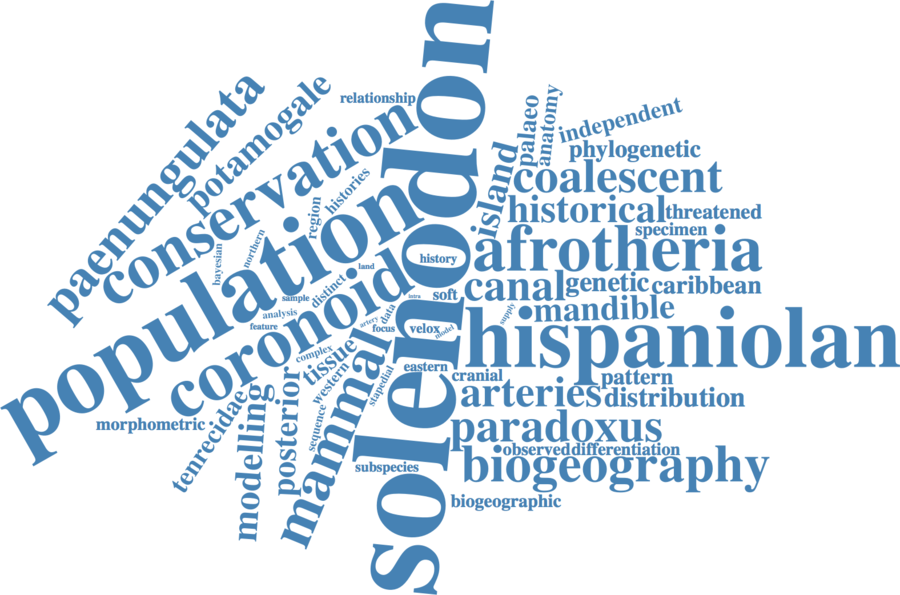 solenodon
relationship
paenungulata
potamogale
conservation
population
coronoid
histories
region
northern
bayesian
land
distinct
sample
analysis
feature
intra
data
artery
focus
soft
history
velox
model
complex
tissue
western
sequence
stapedial
eastern
mammal
posterior
modelling
tenrecidae
morphometric
subspecies
palaeo
anatomy
independent
phylogenetic
island
coalescent
historical
threatened
specimen
afrotheria
canal
genetic
caribbean
supply
mandible
hispaniolan
cranial
pattern
arteries
distribution
paradoxus
observed
differentiation
biogeography
biogeographic